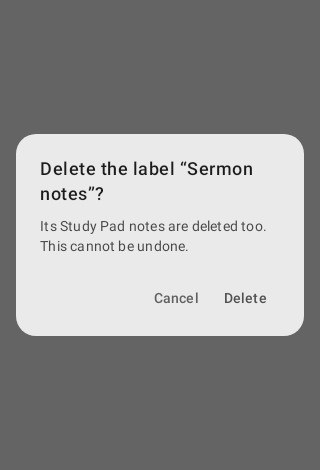 Delete the label “Sermon
notes”?
Its Study Pad notes are deleted too.
This cannot be undone.
Cancel Delete